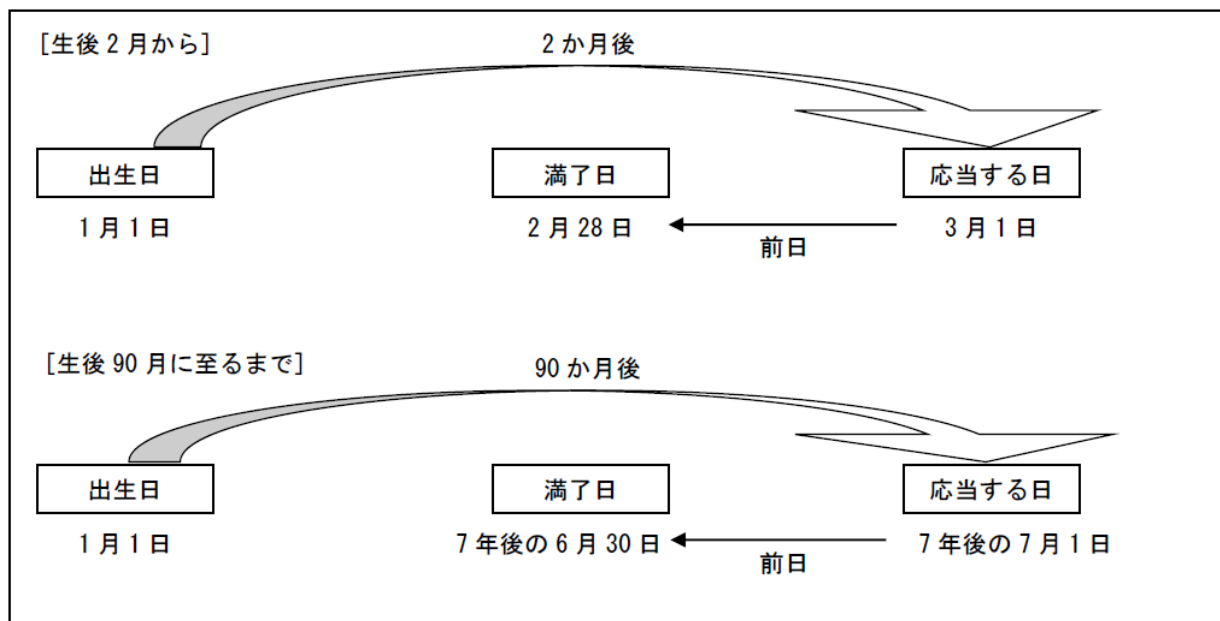 [生後2月から]
2か月後
出生日
満了日
応当する日
1月1日
2月28日
3月1日
前日
[生後90月に至るまで]
90か月後
出生日
満了日
応当する日
1月1日
7年後の6月30日
7年後の7月1日
前日